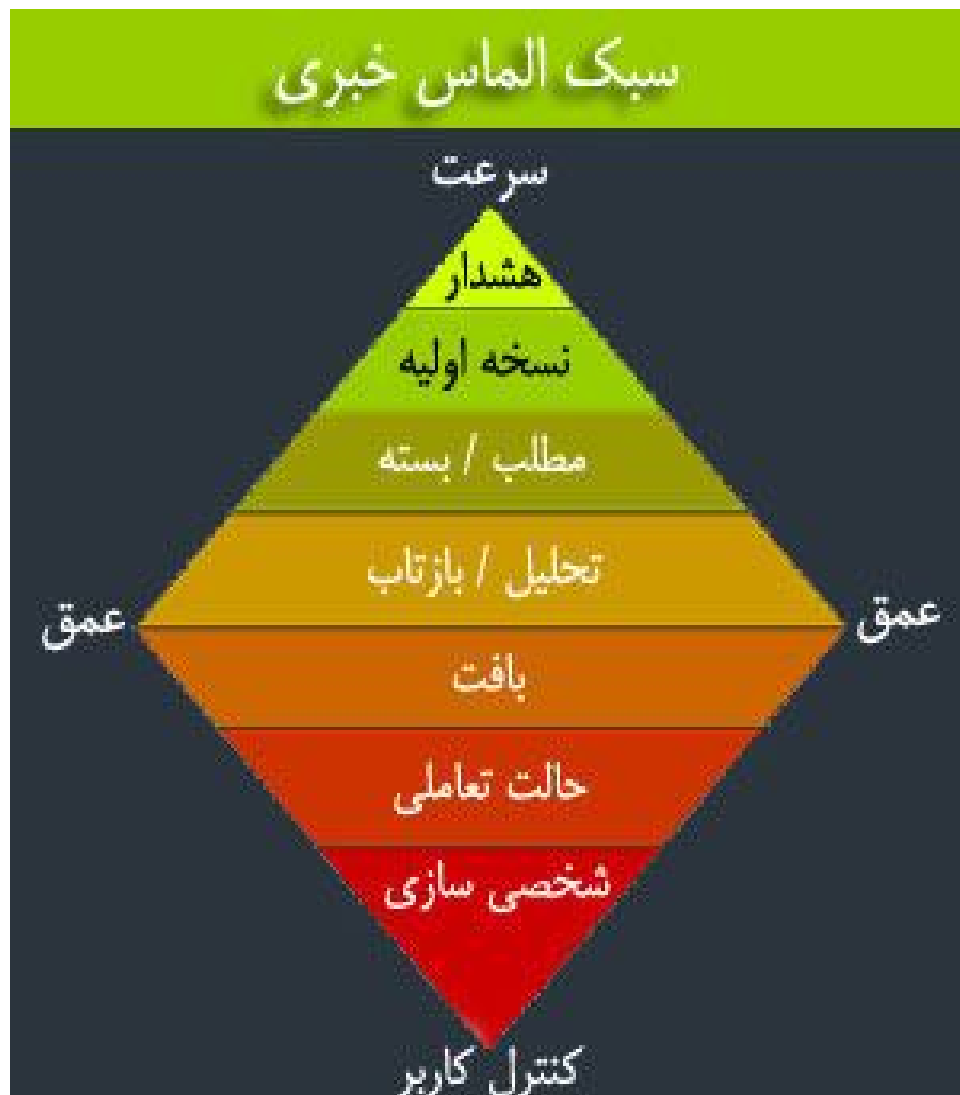 سبک الماس خبری
سرعت
هشدار
نسخه اولیه
مطلب / بسته
تحلیل / بازتاب
عمق
عمق
بافت
حالت تعاملی
شخصی سازی
کنترل کاربر